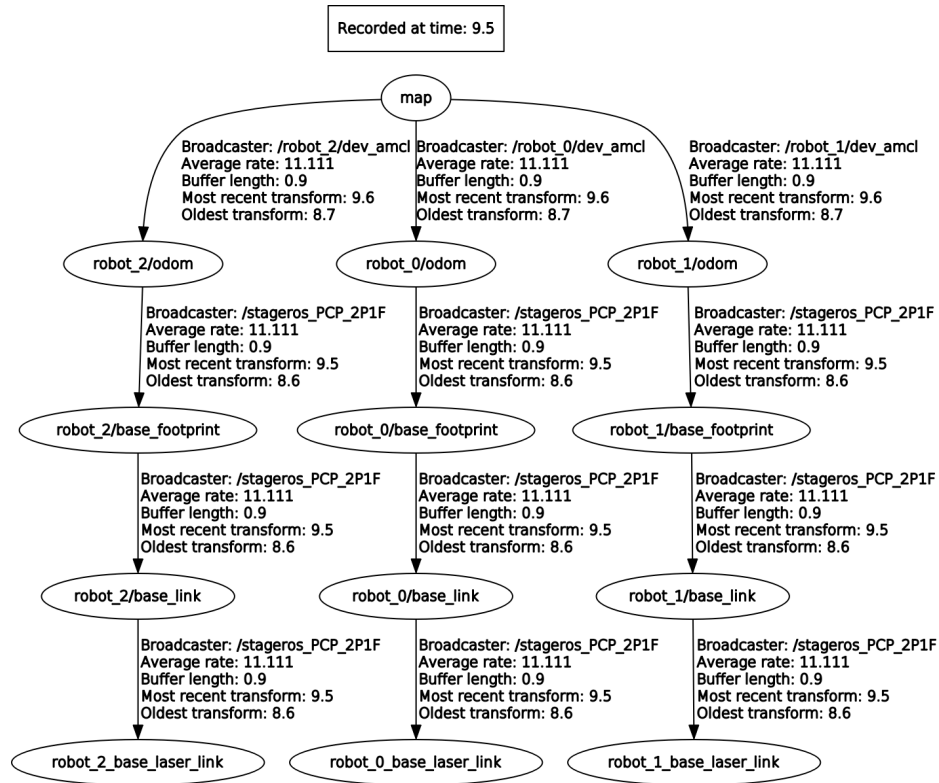 Recorded at time: 9.5
map
Broadcaster: /robot_2/dev_amcl
Average rate: 11.111
Buffer length: 0.9
Most recent transform: 9.6
Oldest transform: 8.7
Broadcaster: /robot_0/dev_amcl
Average rate: 11.111
Buffer length: 0.9
Most recent transform: 9.6
Oldest transform: 8.7
Broadcaster: /robot_1/dev_amcl
Average rate: 11.111
Buffer length: 0.9
Most recent transform: 9.6
Oldest transform: 8.7
robot_2/odom
robot_0/odom
robot_1/odom
Broadcaster: /stageros_PCP_2P1F
Average rate: 11.111
Buffer length: 0.9
Most recent transform: 9.5
Oldest transform: 8.6
Broadcaster: /stageros_PCP_2P1F
Average rate: 11.111
Buffer length: 0.9
Most recent transform: 9.5
Oldest transform: 8.6
Broadcaster: /stageros_PCP_2P1F
Average rate: 11.111
Buffer length: 0.9
Most recent transform: 9.5
Oldest transform: 8.6
robot_2/base_footprint
robot_0/base_footprint
robot_1/base_footprint
Broadcaster: /stageros_PCP_2P1F
Average rate: 11.111
Buffer length: 0.9
Most recent transform: 9.5
Oldest transform: 8.6
Broadcaster: /stageros_PCP_2P1F
Average rate: 11.111
Buffer length: 0.9
Most recent transform: 9.5
Oldest transform: 8.6
Broadcaster: /stageros_PCP_2P1F
Average rate: 11.111
Buffer length: 0.9
Most recent transform: 9.5
Oldest transform: 8.6
robot_2/base_link
robot_0/base_link
robot_1/base_link
Broadcaster: /stageros_PCP_2P1F
Average rate: 11.111
Buffer length: 0.9
Most recent transform: 9.5
Oldest transform: 8.6
Broadcaster: /stageros_PCP_2P1F
Average rate: 11.111
Buffer length: 0.9
Most recent transform: 9.5
Oldest transform: 8.6
Broadcaster: /stageros_PCP_2P1F
Average rate: 11.111
Buffer length: 0.9
Most recent transform: 9.5
Oldest transform: 8.6
robot_2_base_laser_link
robot_0_base_laser_link
robot_1_base_laser_link